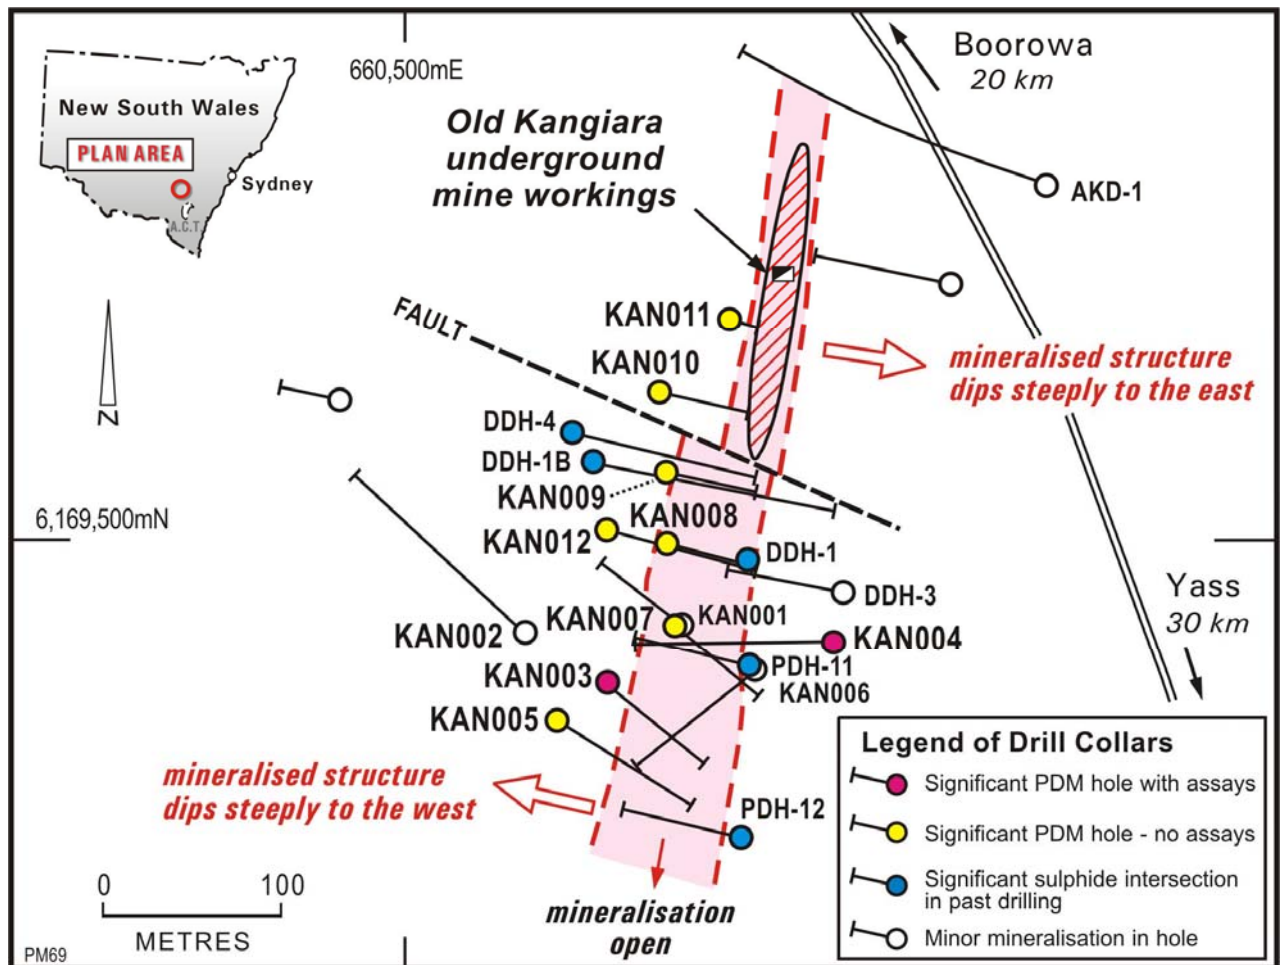 660,500mE
Boorowa
20 km
New South Wales
PLAN AREA
Sydney
A.C.T.
Old Kangiara
underground
mine workings
AKD-1
FAULT
KAN011
KAN010
mineralised structure
dips steeply to the east
N
DDH-4
DDH-1B
KAN009
6,169,500mN
KAN008
KAN012
DDH-1
DDH-3
Yass
30 km
KAN002
KAN007
KAN001
KAN004
KAN003
PDH-11
KAN006
KAN005
mineralised structure
dips steeply to the west
PDH-12
mineralisation
open
0 100
METRES
PM69
Legend of Drill Collars
Significant PDM hole with assays
Significant PDM hole - no assays
Significant sulphide intersection
in past drilling
Minor mineralisation in hole